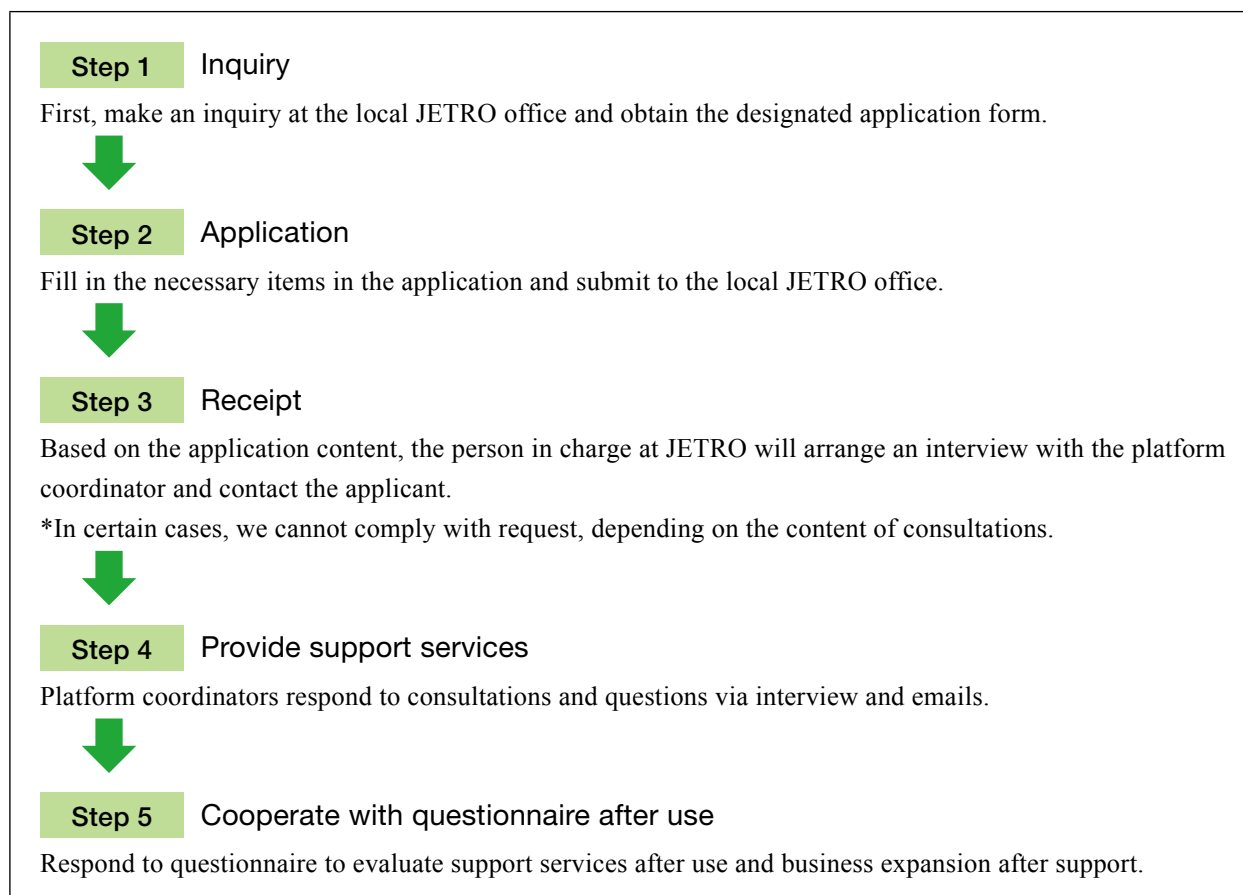 Step 1 Inquiry
First, make an inquiry at the local JETRO office and obtain the designated application form.
Step 2 Application
Fill in the necessary items in the application and submit to the local JETRO office.
Step 3 Receipt
Based on the application content, the person in charge at JETRO will arrange an interview with the platform
coordinator and contact the applicant.
*In certain cases, we cannot comply with request, depending on the content of consultations.
Step 4 Provide support services
Platform coordinators respond to consultations and questions via interview and emails.
Step 5 Cooperate with questionnaire after use
Respond to questionnaire to evaluate support services after use and business expansion after support.